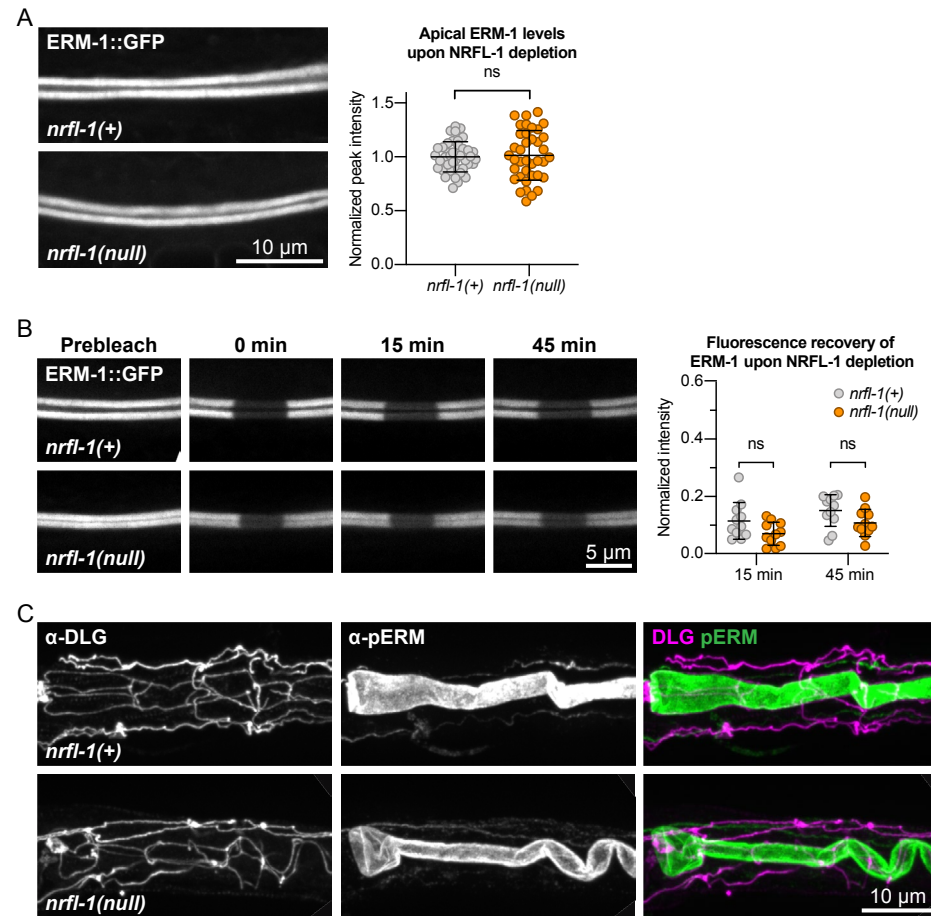 A
ERM-1::GFP
nrfl-1(+)
nrfl-1(null)
10 µm
Apical ERM-1 levels
upon NRFL-1 depletion
ns
Normalized peak intensity
1.5
1.0
0.5
0.0
nrfl-1(+) nrfl-1(null)
B
Prebleach 0 min 15 min 45 min
ERM-1::GFP
nrfl-1(+)
nrfl-1(null)
5 µm
Fluorescence recovery of
ERM-1 upon NRFL-1 depletion
Normalized intensity
0.6
0.4
0.2
0.0
nrfl-1(+)
nrfl-1(null)
ns ns
15 min 45 min
C
α-DLG α-pERM DLG pERM
nrfl-1(+)
nrfl-1(null)
10 µm